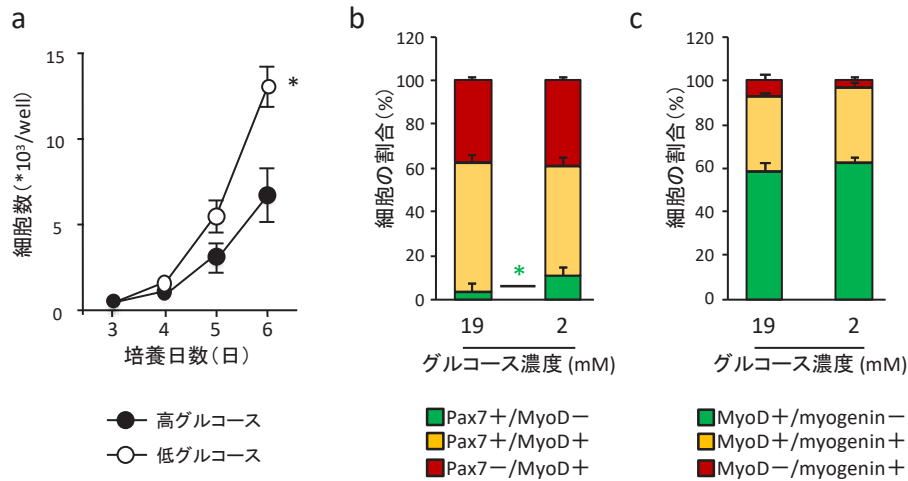 a
細胞数(*10³/well)
15
10
5
0
3 4 5 6
培養日数(日)
*
高グルコース
低グルコース
b
細胞の割合(%)
120
100
80
60
40
20
0
*
19 2
グルコース濃度(mM)
Pax7+/MyoD−
Pax7+/MyoD+
Pax7−/MyoD+
c
細胞の割合(%)
120
100
80
60
40
20
0
19 2
グルコース濃度(mM)
MyoD+/myogenin−
MyoD+/myogenin+
MyoD−/myogenin+